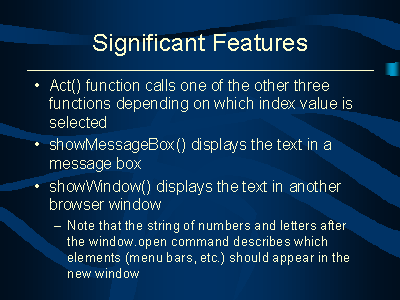 Significant Features
• Act() function calls one of the other three
functions depending on which index value is
selected
• showMessageBox() displays the text in a
message box
• showWindow() displays the text in another
browser window
– Note that the string of numbers and letters after
the window.open command describes which
elements (menu bars, etc.) should appear in the
new window